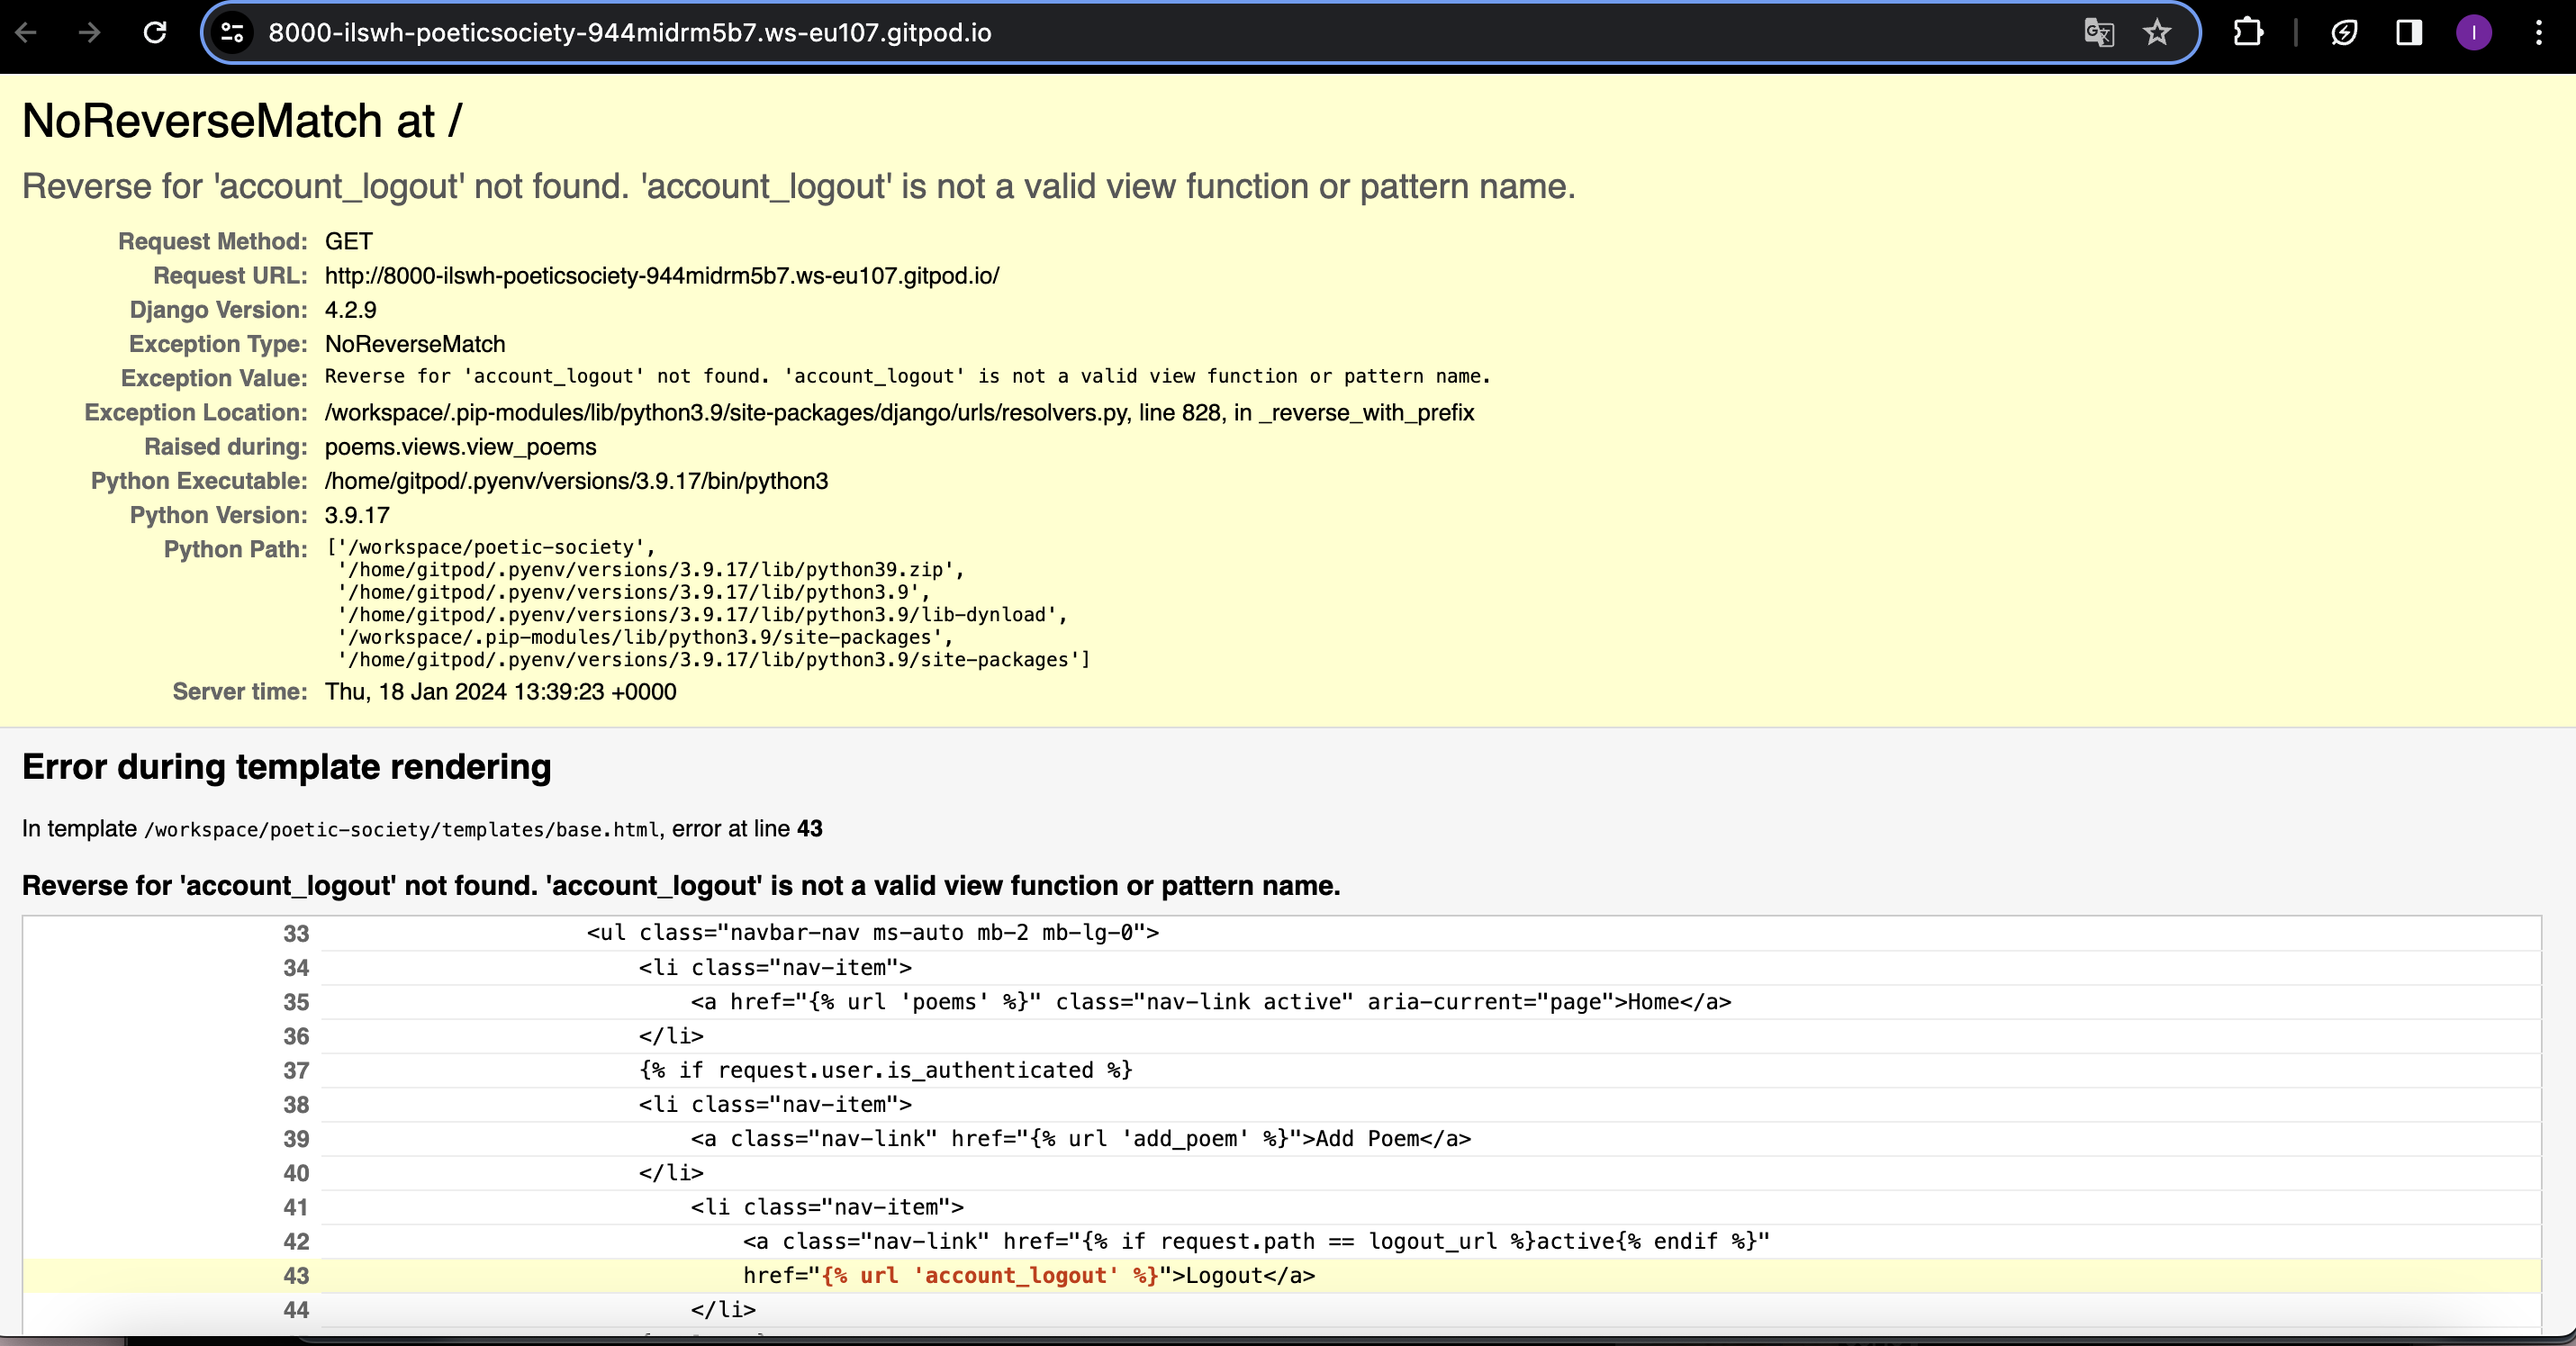 8000-ilswh-poeticsociety-944midrm5b7.ws-eu107.gitpod.io
I
NoReverseMatch at /
Reverse for 'account_logout' not found. 'account_logout' is not a valid view function or pattern name.
Request Method: GET
Request URL: http://8000-ilswh-poeticsociety-944midrm5b7.ws-eu107.gitpod.io/
Django Version: 4.2.9
Exception Type: NoReverseMatch
Exception Value: Reverse for 'account_logout' not found. 'account_logout' is not a valid view function or pattern name.
Exception Location: /workspace/.pip-modules/lib/python3.9/site-packages/django/urls/resolvers.py, line 828, in _reverse_with_prefix
Raised during: poems.views.view_poems
Python Executable: /home/gitpod/.pyenv/versions/3.9.17/bin/python3
Python Version: 3.9.17
Python Path: ['/workspace/poetic-society',
'/home/gitpod/.pyenv/versions/3.9.17/lib/python39.zip',
'/home/gitpod/.pyenv/versions/3.9.17/lib/python3.9',
'/home/gitpod/.pyenv/versions/3.9.17/lib/python3.9/lib-dynload',
'/workspace/.pip-modules/lib/python3.9/site-packages',
'/home/gitpod/.pyenv/versions/3.9.17/lib/python3.9/site-packages']
Server time: Thu, 18 Jan 2024 13:39:23 +0000
Error during template rendering
In template /workspace/poetic-society/templates/base.html, error at line 43
Reverse for 'account_logout' not found. 'account_logout' is not a valid view function or pattern name.
33 <ul class="navbar-nav ms-auto mb-2 mb-lg-0">
34 <li class="nav-item">
35 <a href="{% url 'poems' %}" class="nav-link active" aria-current="page">Home</a>
36 </li>
37 {% if request.user.is_authenticated %}
38 <li class="nav-item">
39 <a class="nav-link" href="{% url 'add_poem' %}">Add Poem</a>
40 </li>
41 <li class="nav-item">
42 <a class="nav-link" href="{% if request.path == logout_url %}active{% endif %}"
43 href="{% url 'account_logout' %}">Logout</a>
44 </li>